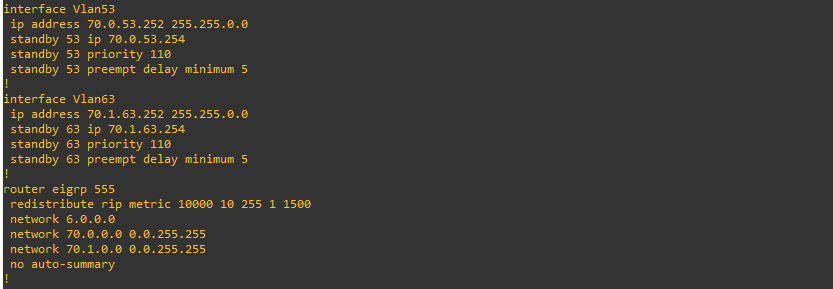 interface Vlan53
 ip address 70.0.53.252 255.255.0.0
 standby 53 ip 70.0.53.254
 standby 53 priority 110
 standby 53 preempt delay minimum 5
!
interface Vlan63
 ip address 70.1.63.252 255.255.0.0
 standby 63 ip 70.1.63.254
 standby 63 priority 110
 standby 63 preempt delay minimum 5
!
router eigrp 555
 redistribute rip metric 10000 10 255 1 1500
 network 6.0.0.0
 network 70.0.0.0 0.0.255.255
 network 70.1.0.0 0.0.255.255
 no auto-summary
!